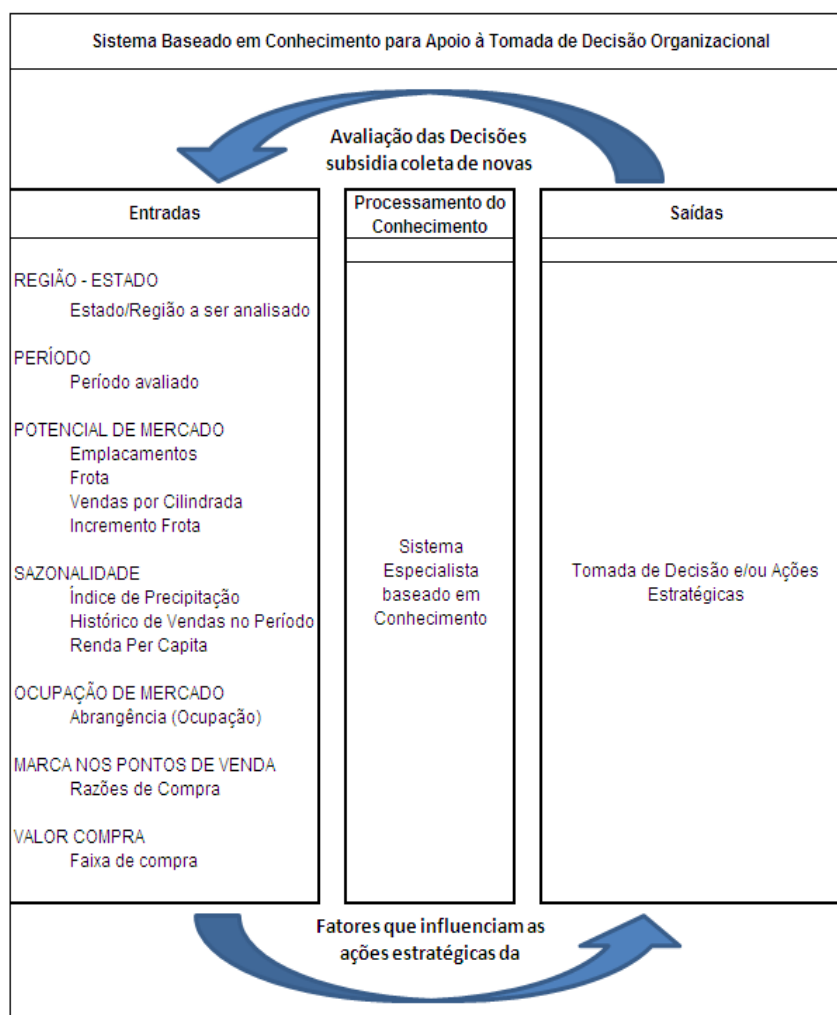 Sistema Baseado em Conhecimento para Apoio à Tomada de Decisão Organizacional
Avaliação das Decisões
subsidia coleta de novas
Entradas
REGIÃO - ESTADO
Estado/Região a ser analisado
PERÍODO
Período avaliado
POTENCIAL DE MERCADO
Emplacamentos
Frota
Vendas por Cilindrada
Incremento Frota
SAZONALIDADE
Índice de Precipitação
Histórico de Vendas no Período
Renda Per Capita
OCUPAÇÃO DE MERCADO
Abrangência (Ocupação)
MARCA NOS PONTOS DE VENDA
Razões de Compra
VALOR COMPRA
Faixa de compra
Processamento do
Conhecimento
Sistema
Especialista
baseado em
Conhecimento
Saídas
Tomada de Decisão e/ou Ações
Estratégicas
Fatores que influenciam as
ações estratégicas da